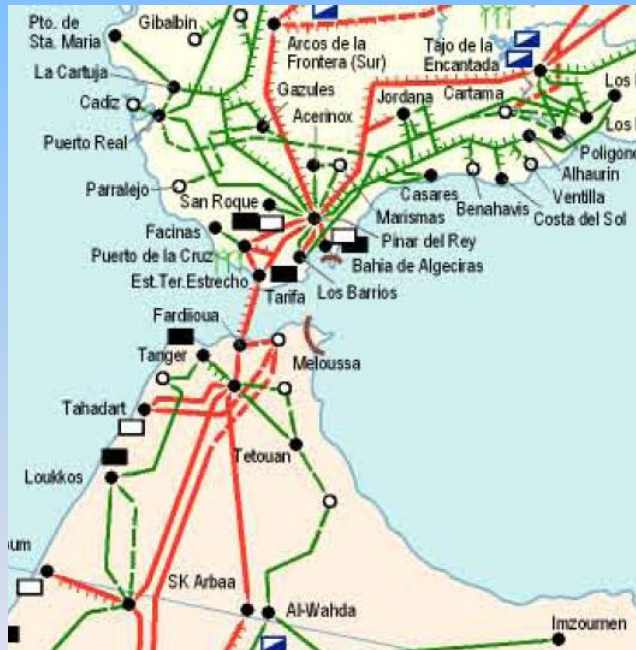 Pto. de
Sta. Maria
Gibalbin
Arcos de la
Frontera (Sur)
Tajo de la
Encantada
La Cartuja
Cartama
Los
Cadiz
Gazules
Jordana
Acerinox
Los
Puerto Real
Poligono
Alhaurin
Parralejo
Casares
Ventilla
San Roque
Benahavis
Marismas
Costa del Sol
Facinas
Pinar del Rey
Puerto de la Cruz
Bahia de Algeciras
Est.Ter.Estrecho
Tarifa
Los Barrios
Fardiioua
Tanger
Meloussa
Tahadart
Tetouan
Loukkos
oum
SK Arbaa
Al-Wahda
Imzournen